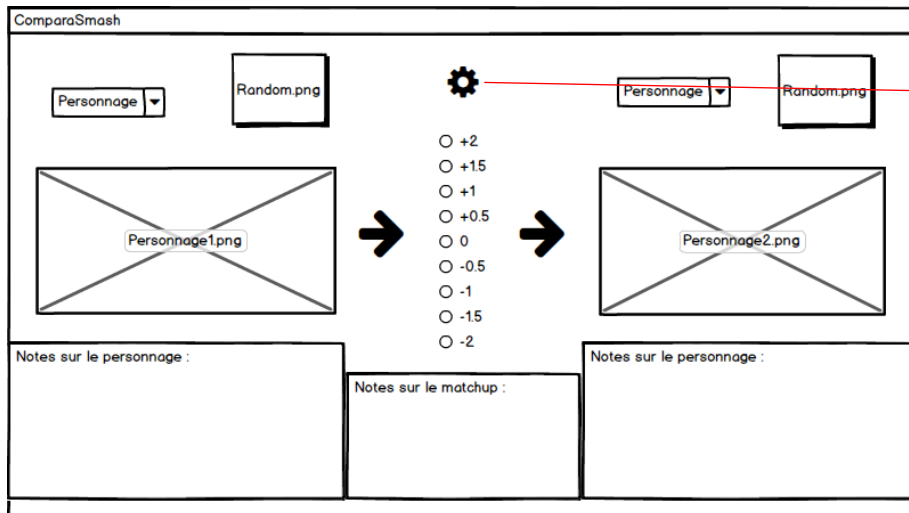 ComparaSmash
Personnage
Random.png
Personnage
Random.png
+2
+1.5
+1
+0.5
0
-0.5
-1
-1.5
-2
Personnage1.png
Personnage2.png
Notes sur le personnage :
Notes sur le matchup :
Notes sur le personnage :